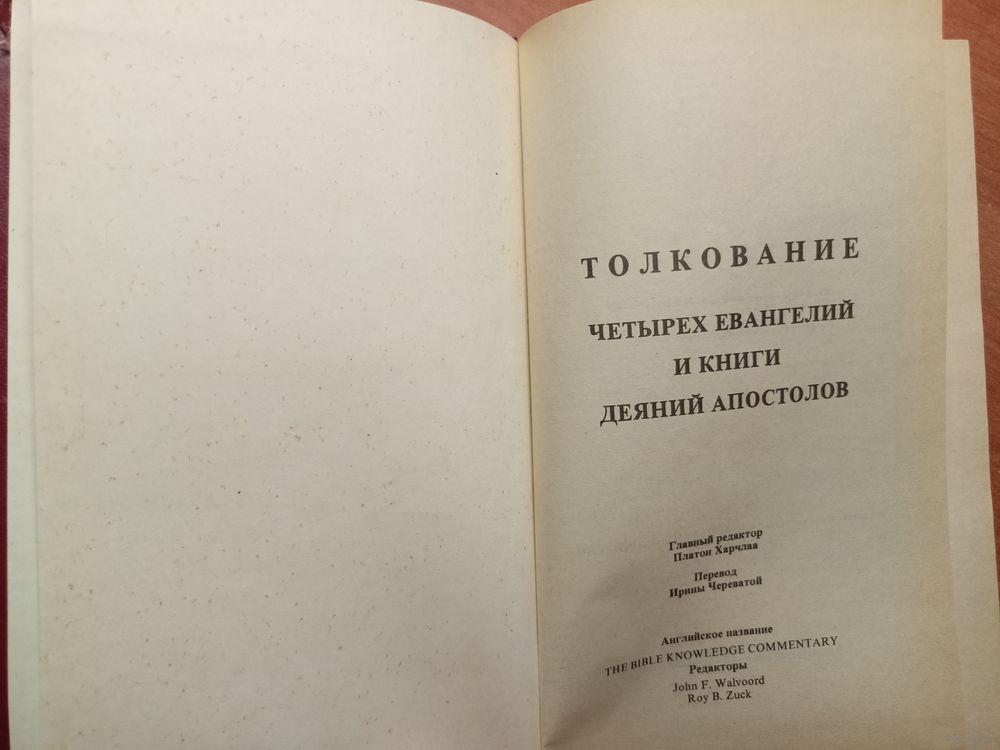 ТОЛКОВАНИЕ
ЧЕТЫРЕХ ЕВАНГЕЛИЙ
И КНИГИ
ДЕЯНИЙ АПОСТОЛОВ
Главный редактор
Платон Харчлаа
Перевод
Ирины Череватой
Английское название
THE BIBLE KNOWLEDGE COMMENTARY
Редакторы
John F. Walvoord
Roy B. Zuck